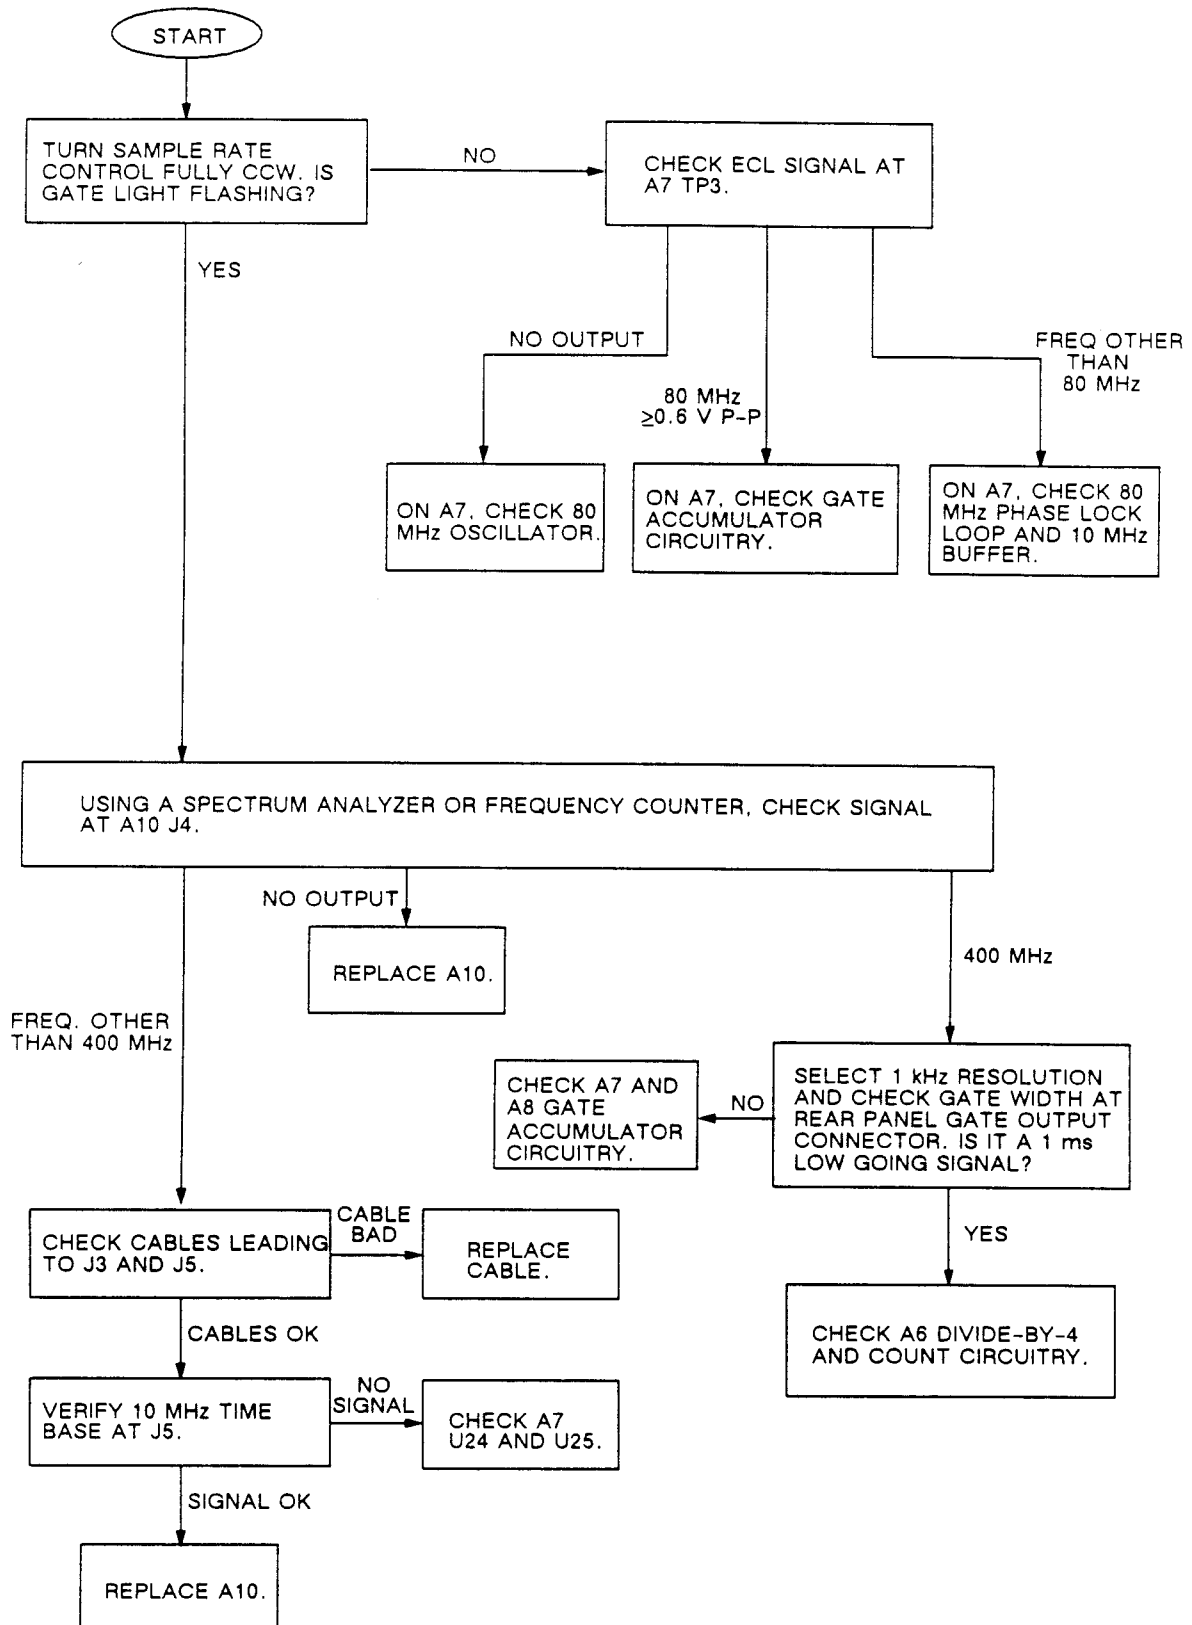 START
TURN SAMPLE RATE
CONTROL FULLY CCW. IS
GATE LIGHT FLASHING?
NO
CHECK ECL SIGNAL AT
A7 TP3.
YES
NO OUTPUT
80 MHz
≥0.6 V P-P
FREQ OTHER
THAN
80 MHz
ON A7, CHECK 80
MHz OSCILLATOR.
ON A7, CHECK GATE
ACCUMULATOR
CIRCUITRY.
ON A7, CHECK 80
MHz PHASE LOCK
LOOP AND 10 MHz
BUFFER.
USING A SPECTRUM ANALYZER OR FREQUENCY COUNTER, CHECK SIGNAL
AT A10 J4.
NO OUTPUT
REPLACE A10.
400 MHz
FREQ. OTHER
THAN 400 MHz
SELECT 1 kHz RESOLUTION
AND CHECK GATE WIDTH AT
REAR PANEL GATE OUTPUT
CONNECTOR. IS IT A 1 ms
LOW GOING SIGNAL?
NO
CHECK A7 AND
A8 GATE
ACCUMULATOR
CIRCUITRY.
YES
CHECK A6 DIVIDE-BY-4
AND COUNT CIRCUITRY.
CHECK CABLES LEADING
TO J3 AND J5.
CABLE
BAD
REPLACE
CABLE.
CABLES OK
VERIFY 10 MHz TIME
BASE AT J5.
NO
SIGNAL
CHECK A7
U24 AND U25.
SIGNAL OK
REPLACE A10.